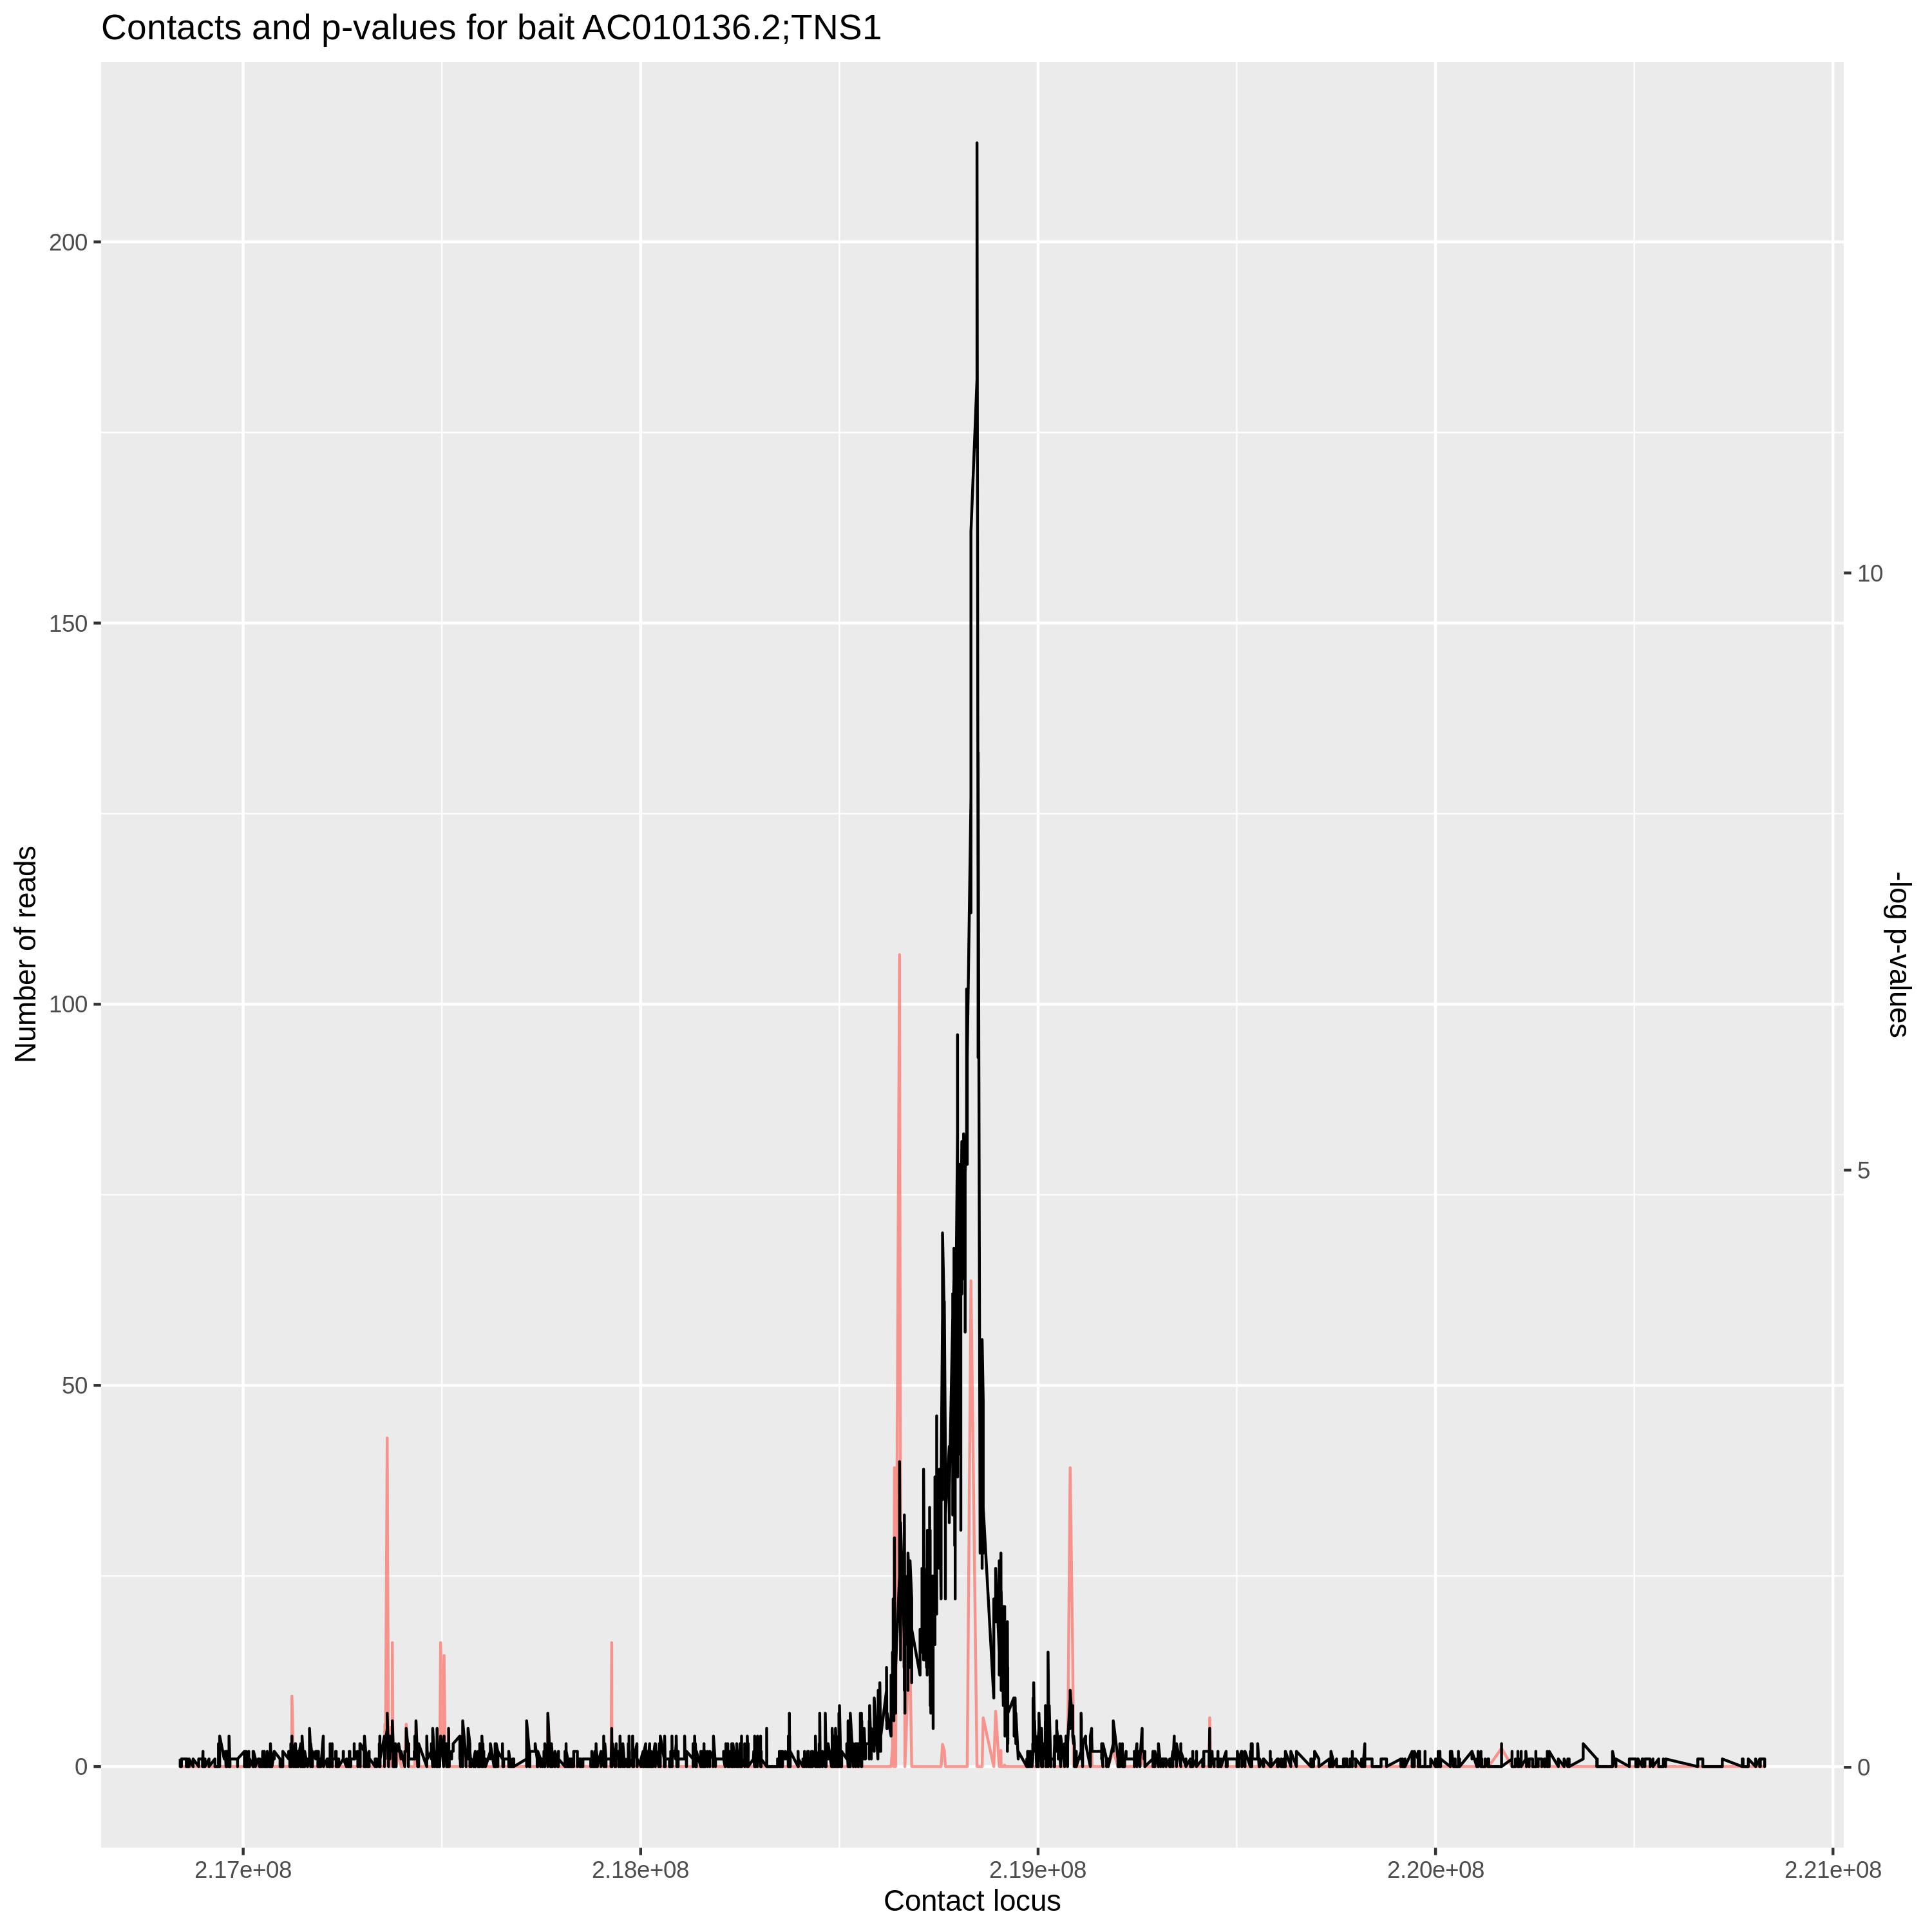 Contacts and p-values for bait AC010136.2;TNS1
200
150
100
50
0
Number of reads
10
5
0
-log p-values
2.17e+08
2.18e+08
2.19e+08
2.20e+08
2.21e+08
Contact locus